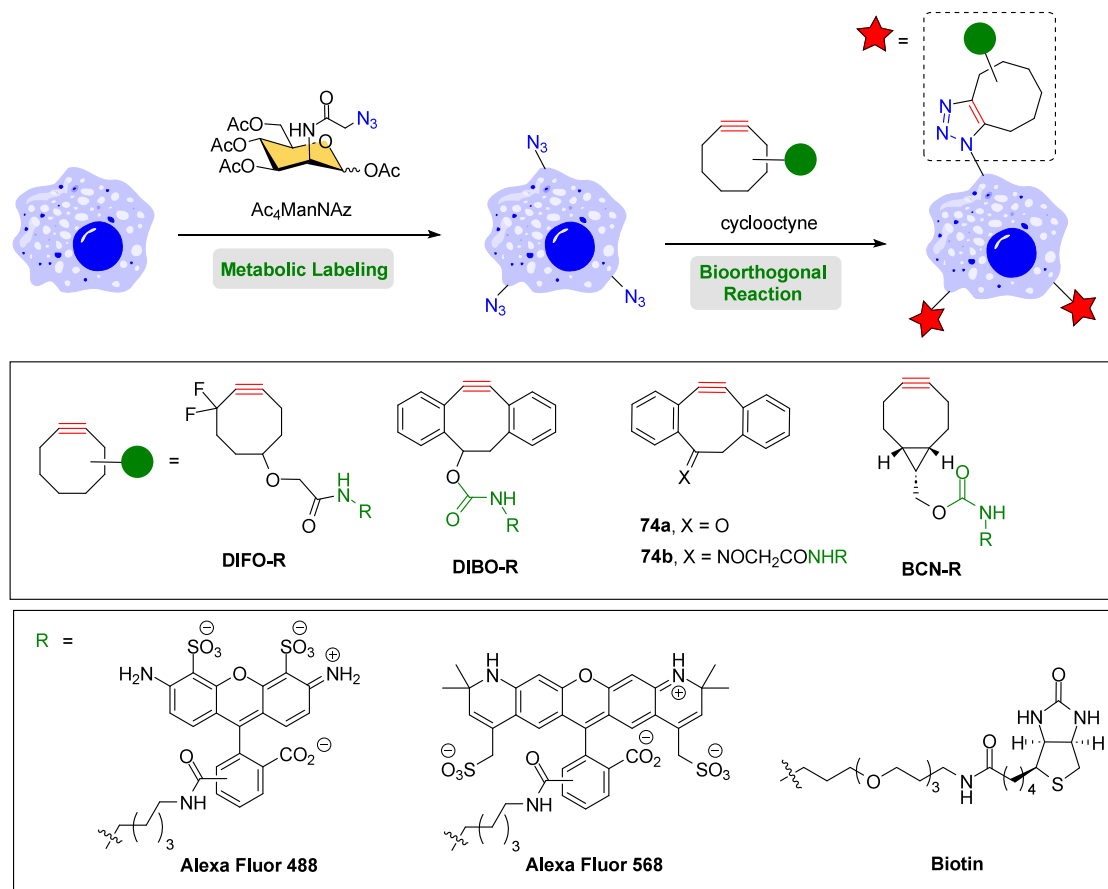 =
O
HN
N3
AcO
AcO
AcO
O
OAc
Ac4ManNAz
Metabolic Labeling
N3
N3
N3
cyclooctyne
Bioorthogonal
Reaction
N
N
N
=
F
F
O
O
H
N
R
DIFO-R
O
O
NH
R
DIBO-R
X
74a, X = O
74b, X = NOCH2CONHR
H
H
O
O
NH
R
BCN-R
R =
⊖
SO3
⊖
SO3
⊕
H2N
O
NH2
⊖
CO2
O
NH
3
Alexa Fluor 488
H
N
O
H
N
⊕
⊖
SO3
⊖
CO2
⊖
SO3
O
NH
3
Alexa Fluor 568
O
HN
NH
H
H
O
O
3
N
H
4
S
Biotin